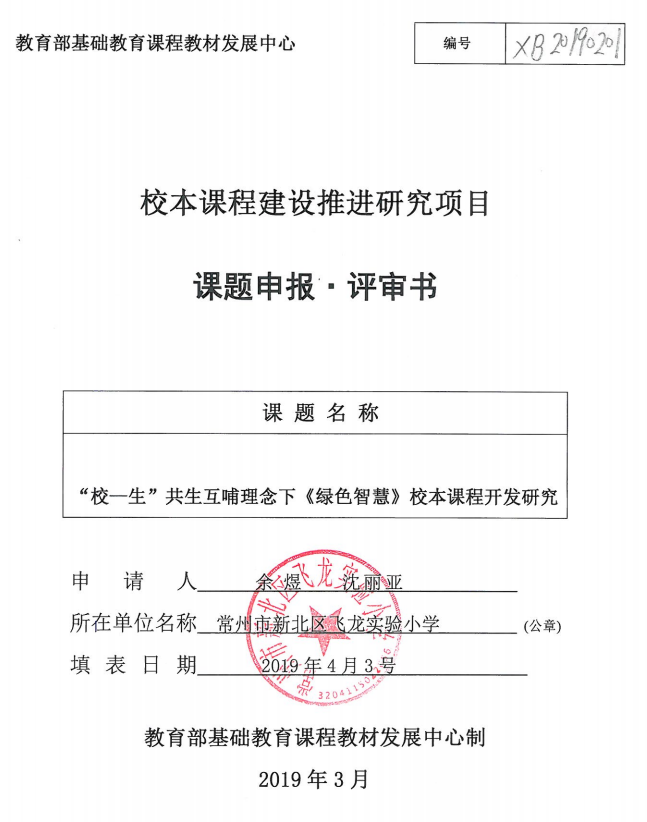 教育部基础教育课程教材发展中心
编号 XB20190201
校本课程建设推进研究项目
课题申报·评审书
课题名称
“校—生”共生互哺理念下《绿色智慧》校本课程开发研究
申请人 余煜 沈丽亚
所在单位名称 常州市新北区飞龙实验小学 (公章)
填表日期 2019年4月3号
教育部基础教育课程教材发展中心制
2019年3月